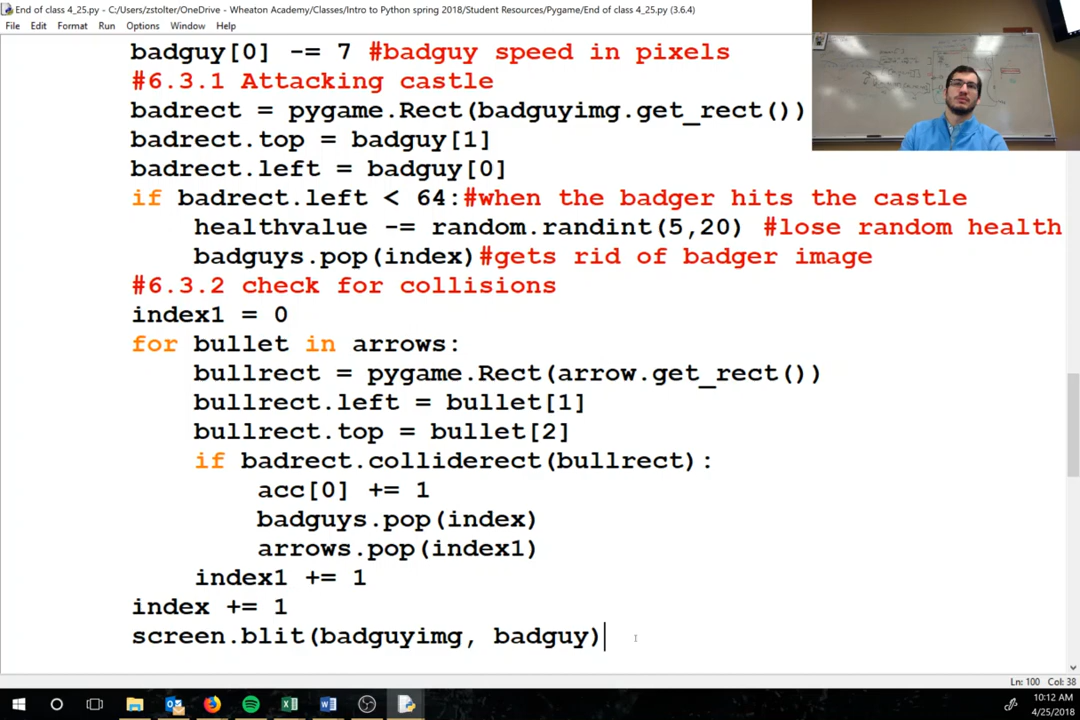 End of class 4_25.py - C:/Users/zstolter/OneDrive - Wheaton Academy/Classes/Intro to Python spring 2018/Student Resources/Pygame/End of class 4_25.py (3.6.4)
File Edit Format Run Options Window Help
badguy[0] -= 7 #badguy speed in pixels
#6.3.1 Attacking castle
badrect = pygame.Rect(badguyimg.get_rect())
badrect.top = badguy[1]
badrect.left = badguy[0]
if badrect.left < 64:#when the badger hits the castle
healthvalue -= random.randint(5,20) #lose random health
badguys.pop(index)#gets rid of badger image
#6.3.2 check for collisions
index1 = 0
for bullet in arrows:
bullrect = pygame.Rect(arrow.get_rect())
bullrect.left = bullet[1]
bullrect.top = bullet[2]
if badrect.colliderect(bullrect):
acc[0] += 1
badguys.pop(index)
arrows.pop(index1)
index1 += 1
index += 1
screen.blit(badguyimg, badguy)
Ln: 100 Col: 38
10:12 AM
4/25/2018